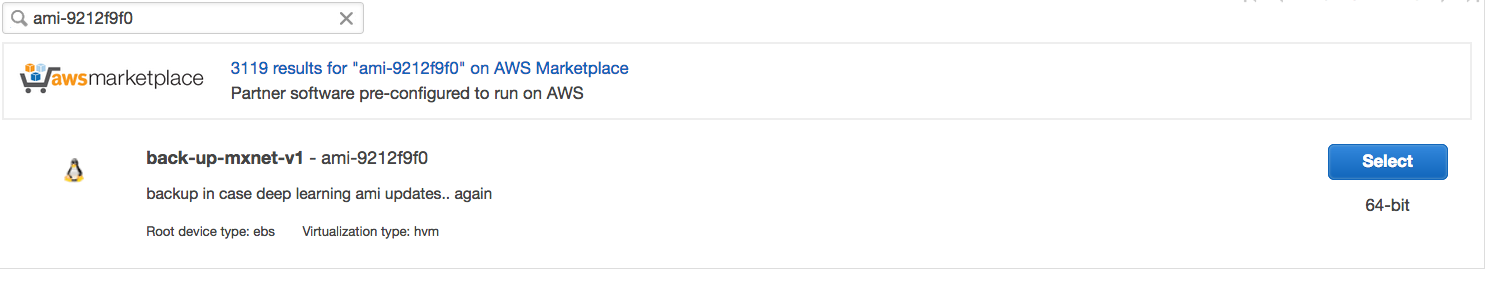 ami-9212f9f0
awsmarketplace
3119 results for "ami-9212f9f0" on AWS Marketplace
Partner software pre-configured to run on AWS
back-up-mxnet-v1 - ami-9212f9f0
Select
backup in case deep learning ami updates.. again
64-bit
Root device type: ebs Virtualization type: hvm